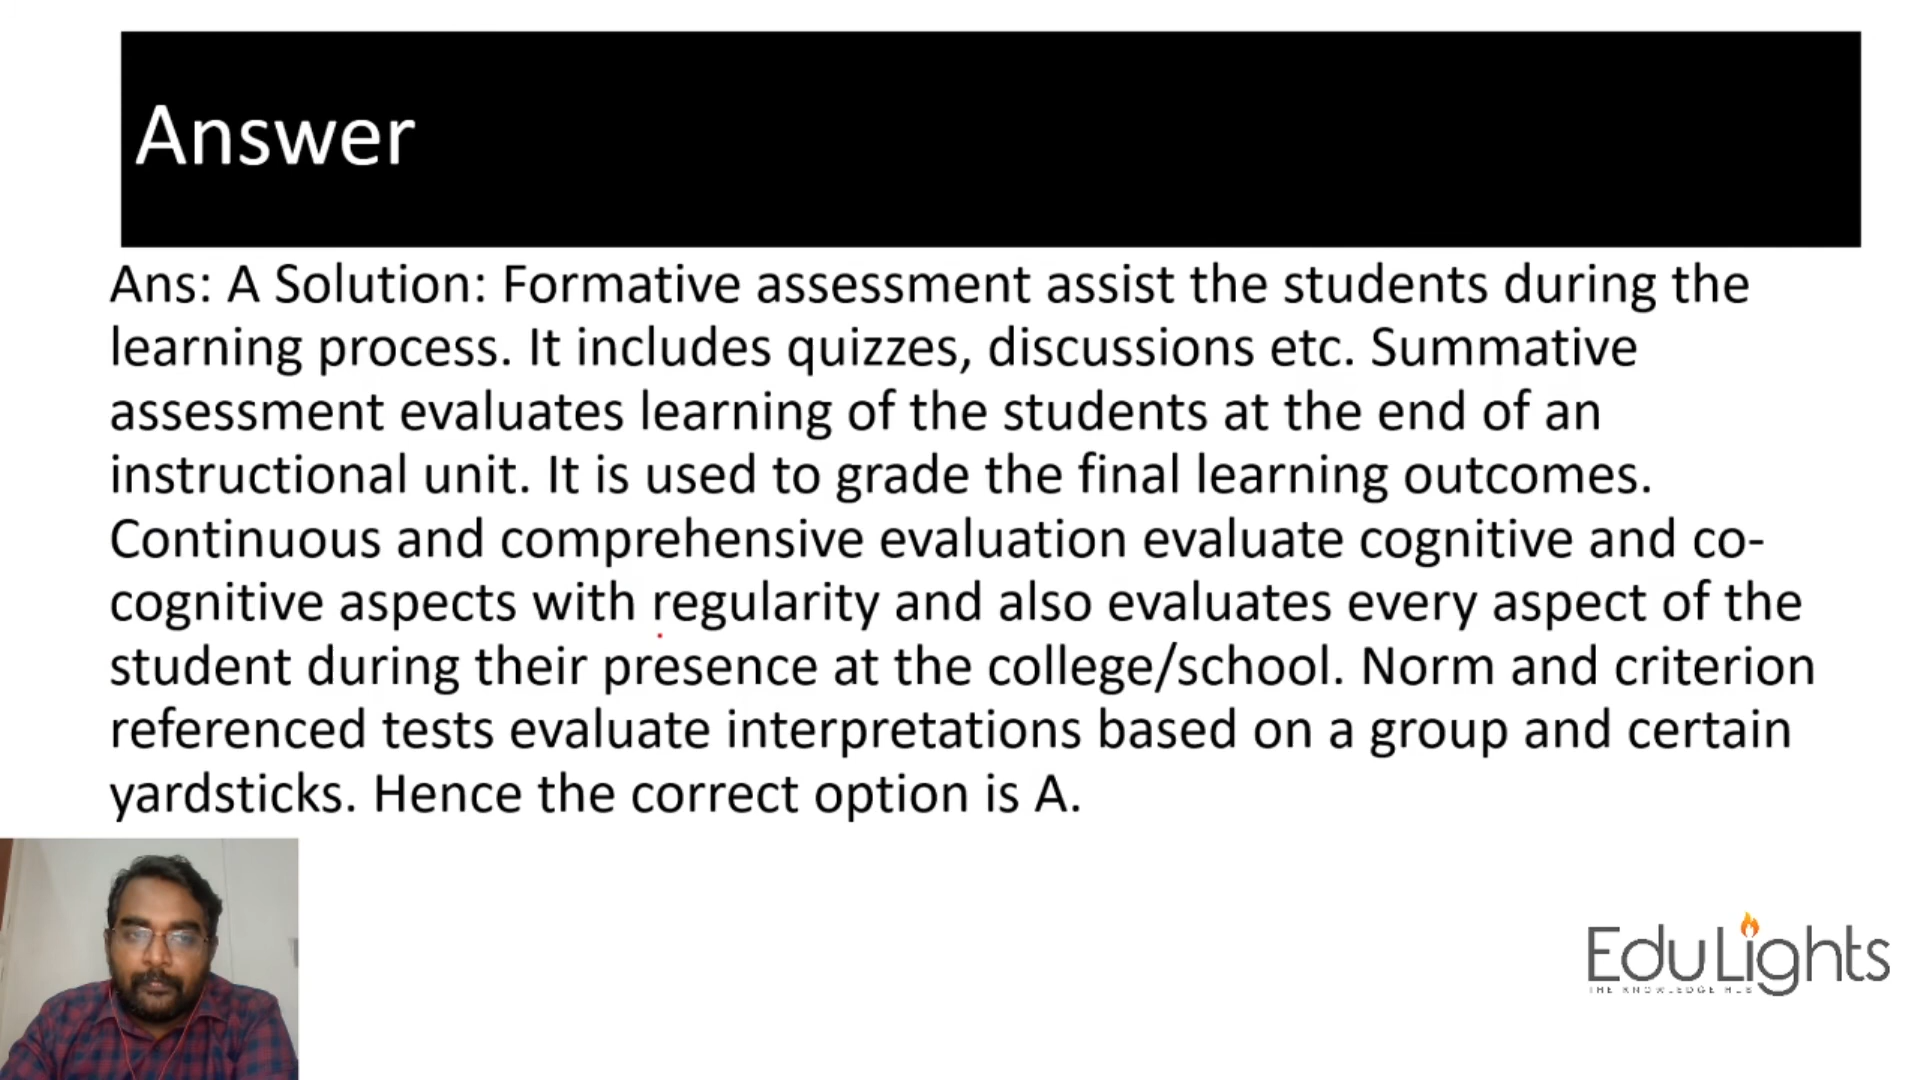 Answer
Ans: A Solution: Formative assessment assist the students during the
learning process. It includes quizzes, discussions etc. Summative
assessment evaluates learning of the students at the end of an
instructional unit. It is used to grade the final learning outcomes.
Continuous and comprehensive evaluation evaluate cognitive and co-
cognitive aspects with regularity and also evaluates every aspect of the
student during their presence at the college/school. Norm and criterion
referenced tests evaluate interpretations based on a group and certain
yardsticks. Hence the correct option is A.
EduLights
THE KNOWLEDGE HUB